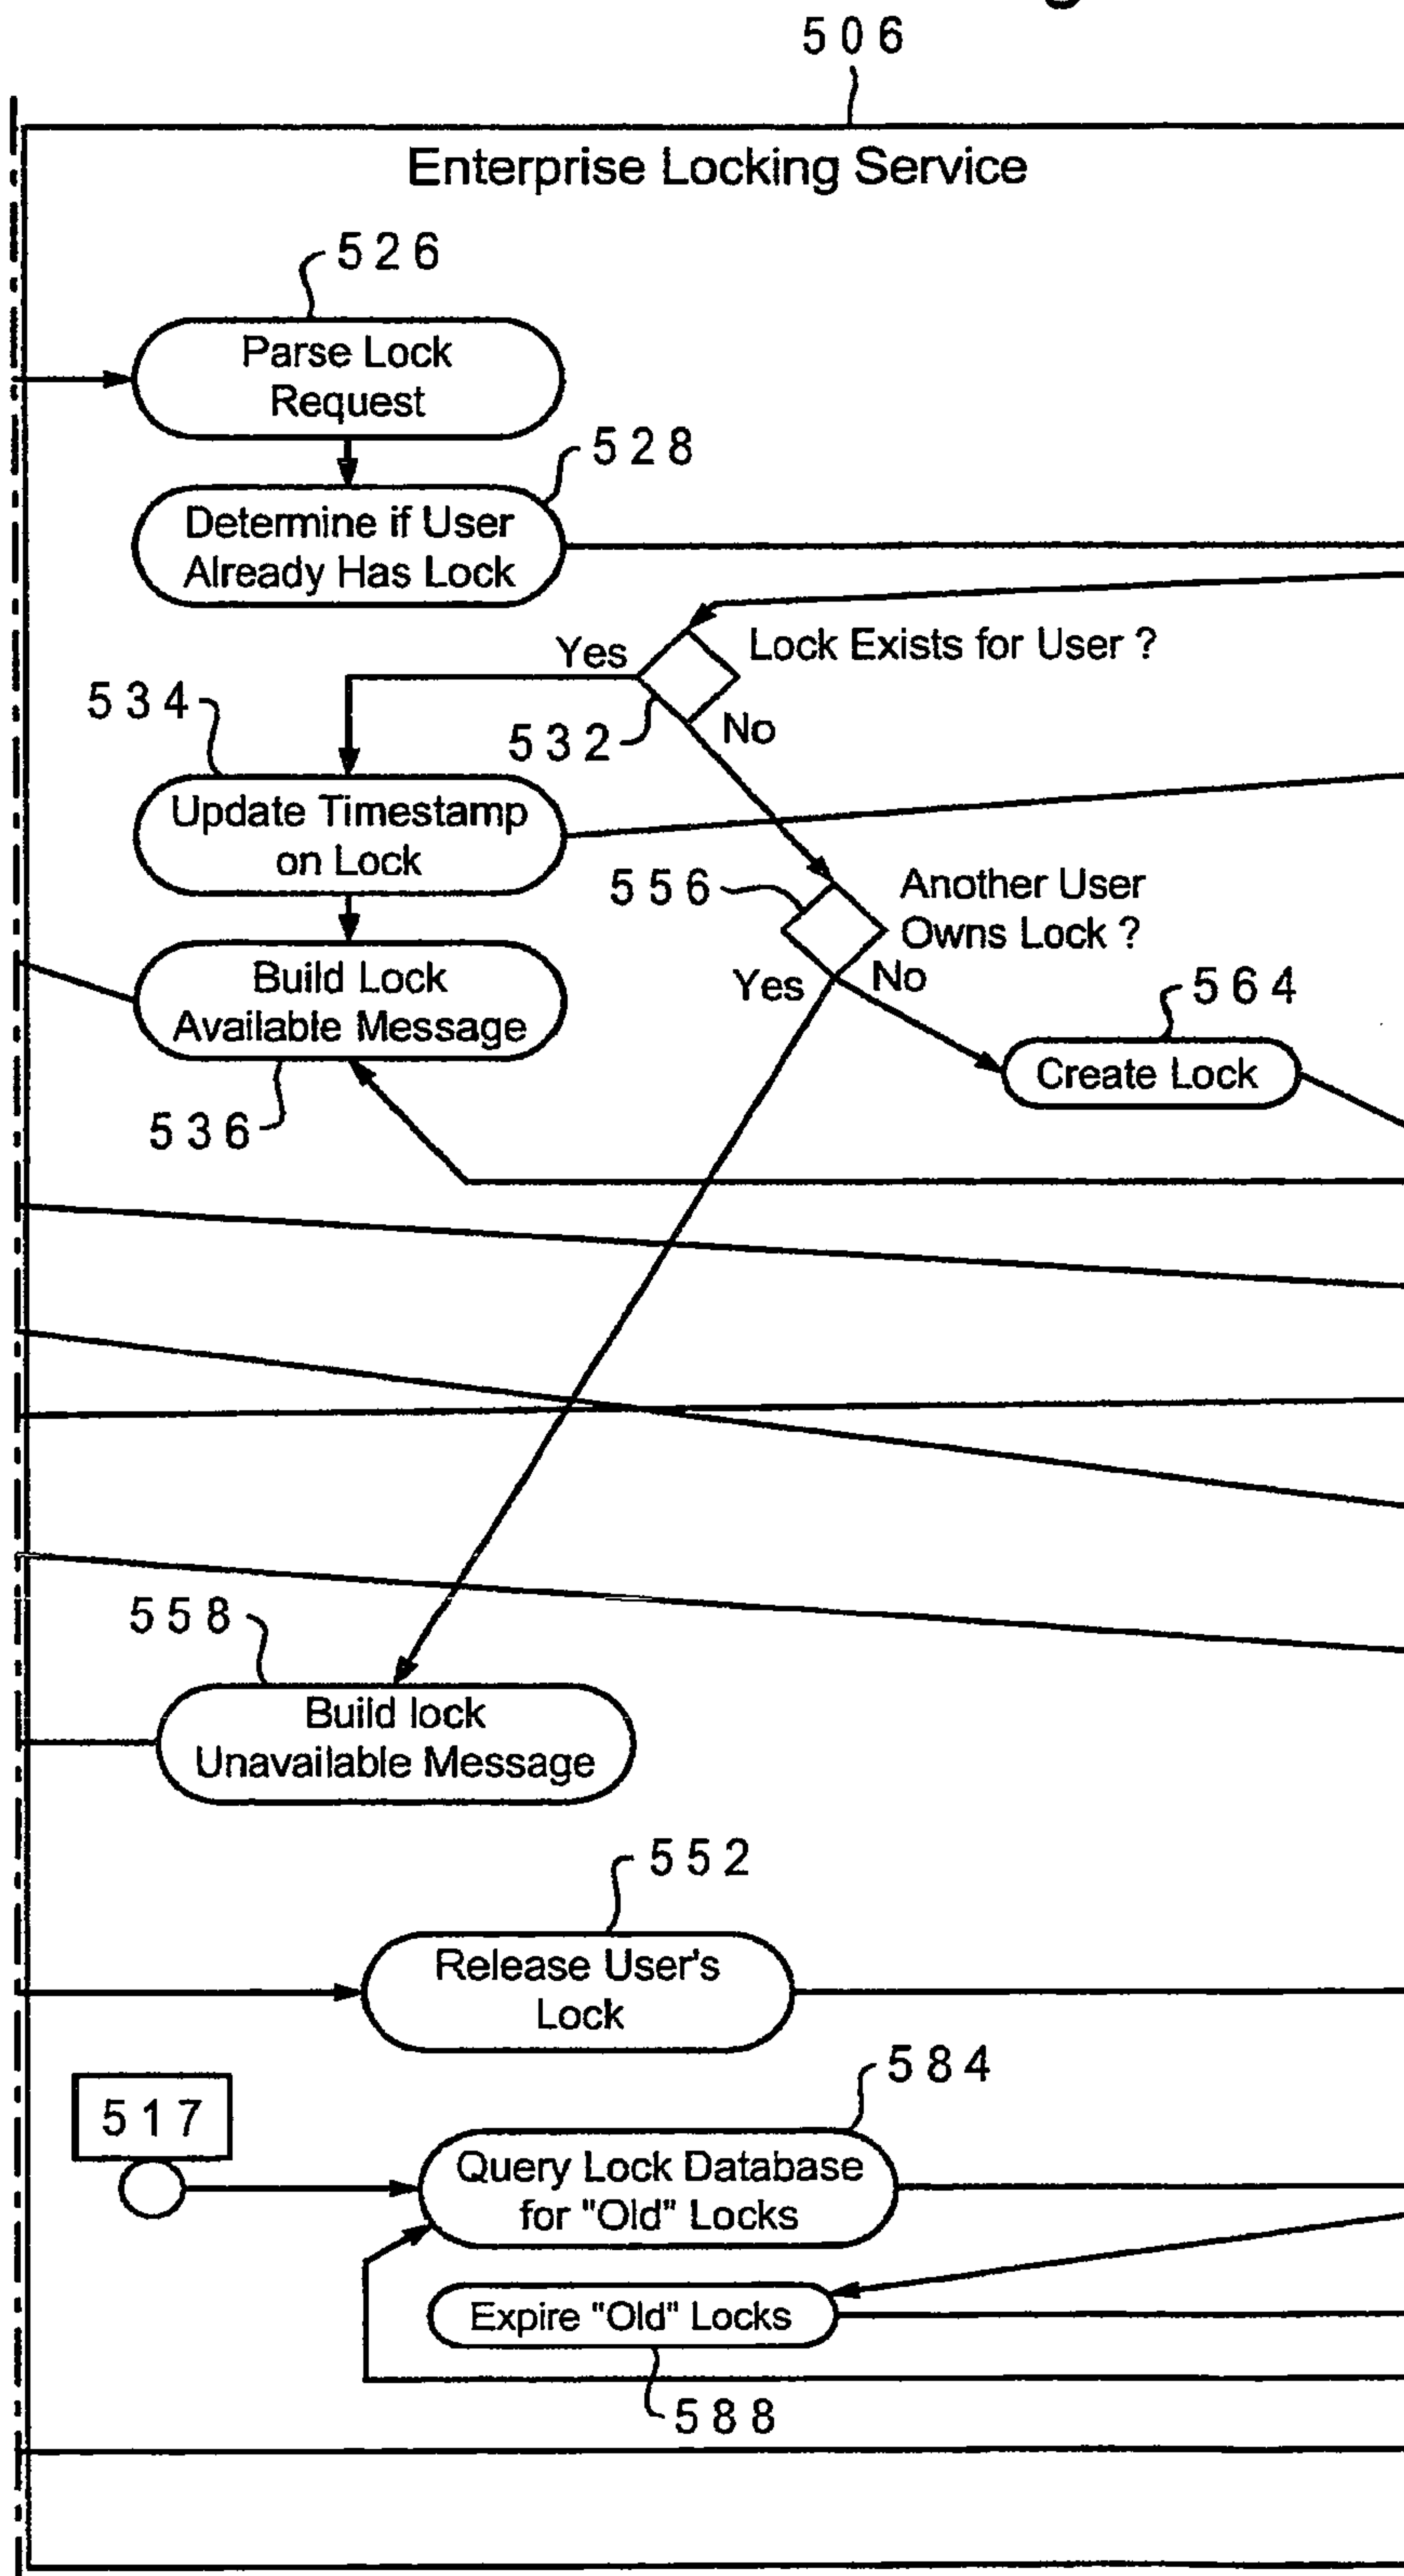 506
Enterprise Locking Service
526
Parse Lock
Request
528
Determine if User
Already Has Lock
Yes
Lock Exists for User ?
534
532
No
Update Timestamp
on Lock
556
Another User
Owns Lock ?
Build Lock
Available Message
Yes
No
564
Create Lock
536
558
Build lock
Unavailable Message
552
Release User's
Lock
584
517
Query Lock Database
for "Old" Locks
Expire "Old" Locks
588